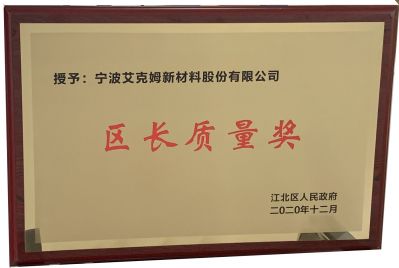 授予：宁波艾克姆新材料股份有限公司
区长质量奖
江北区人民政府
二〇二〇年十二月